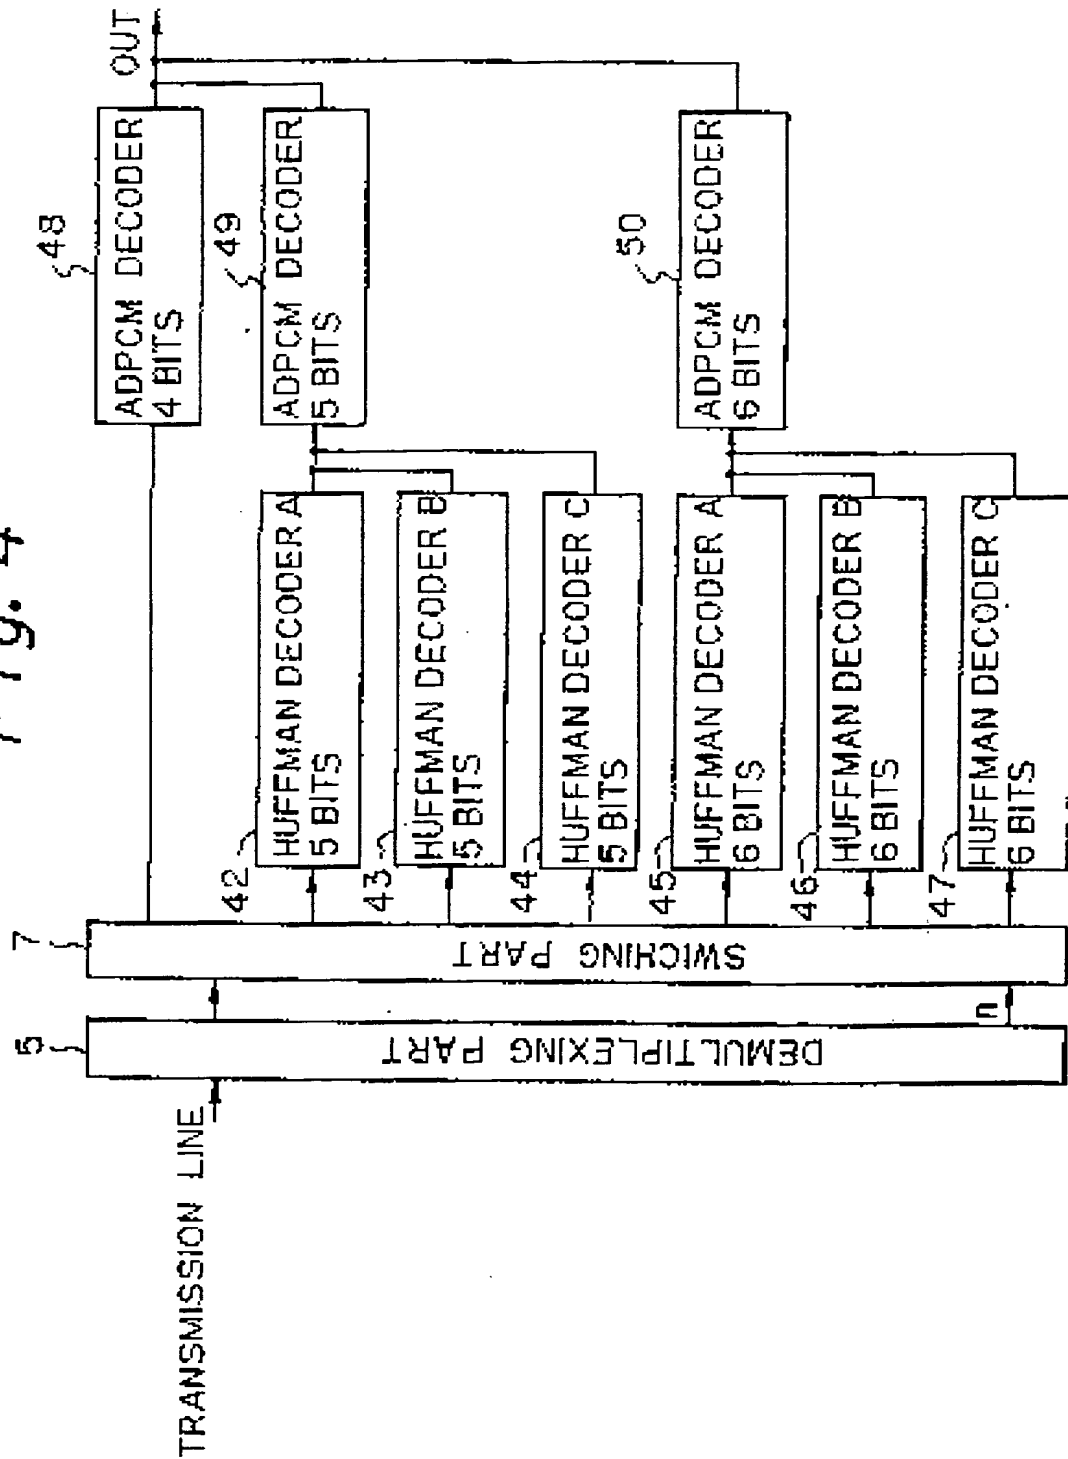 Fig. 4
TRANSMISSION LINE
5
DEMULTIPLEXING PART
n
7
SWICHING PART
42
HUFFMAN DECODER A
5 BITS
43
HUFFMAN DECODER B
5 BITS
44
HUFFMAN DECODER C
5 BITS
45
HUFFMAN DECODER A
6 BITS
46
HUFFMAN DECODER B
6 BITS
47
HUFFMAN DECODER C
6 BITS
48
ADPCM DECODER
4 BITS
49
ADPCM DECODER
5 BITS
50
ADPCM DECODER
6 BITS
OUT